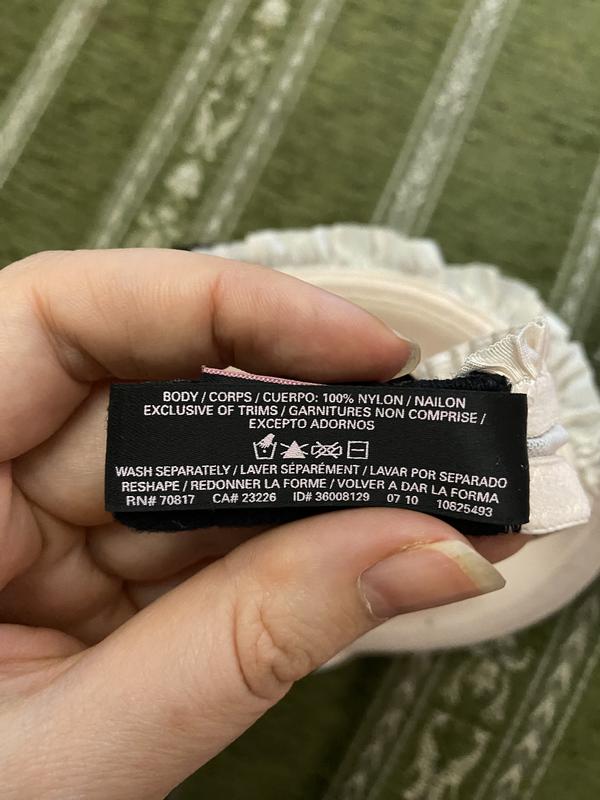 BODY / CORPS / CUERPO: 100% NYLON / NAILON
EXCLUSIVE OF TRIMS / GARNITURES NON COMPRISE /
EXCEPTO ADORNOS
WASH SEPARATELY / LAVER SÉPARÉMENT / LAVAR POR SEPARADO
RESHAPE / REDONNER LA FORME / VOLVER A DAR LA FORMA
RN# 70817 CA# 23226 ID# 36008129 07 10 10825493